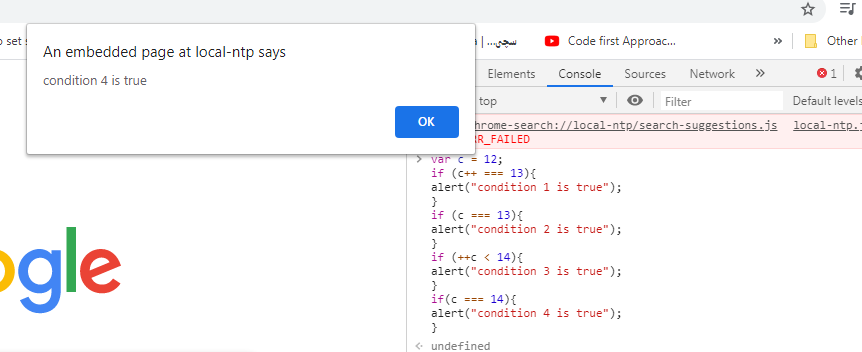 o set
An embedded page at local-ntp says
condition 4 is true
OK
سچی... |
Code first Approac...
»
Other
Elements Console Sources Network » 1
top Filter Default levels
hrome-search://local-ntp/search-suggestions.js local-ntp.
R_FAILED
> var c = 12;
if (c++ === 13){
alert("condition 1 is true");
}
if (c === 13){
alert("condition 2 is true");
}
if (++c < 14){
alert("condition 3 is true");
}
if(c === 14){
alert("condition 4 is true");
}
undefined
ogle